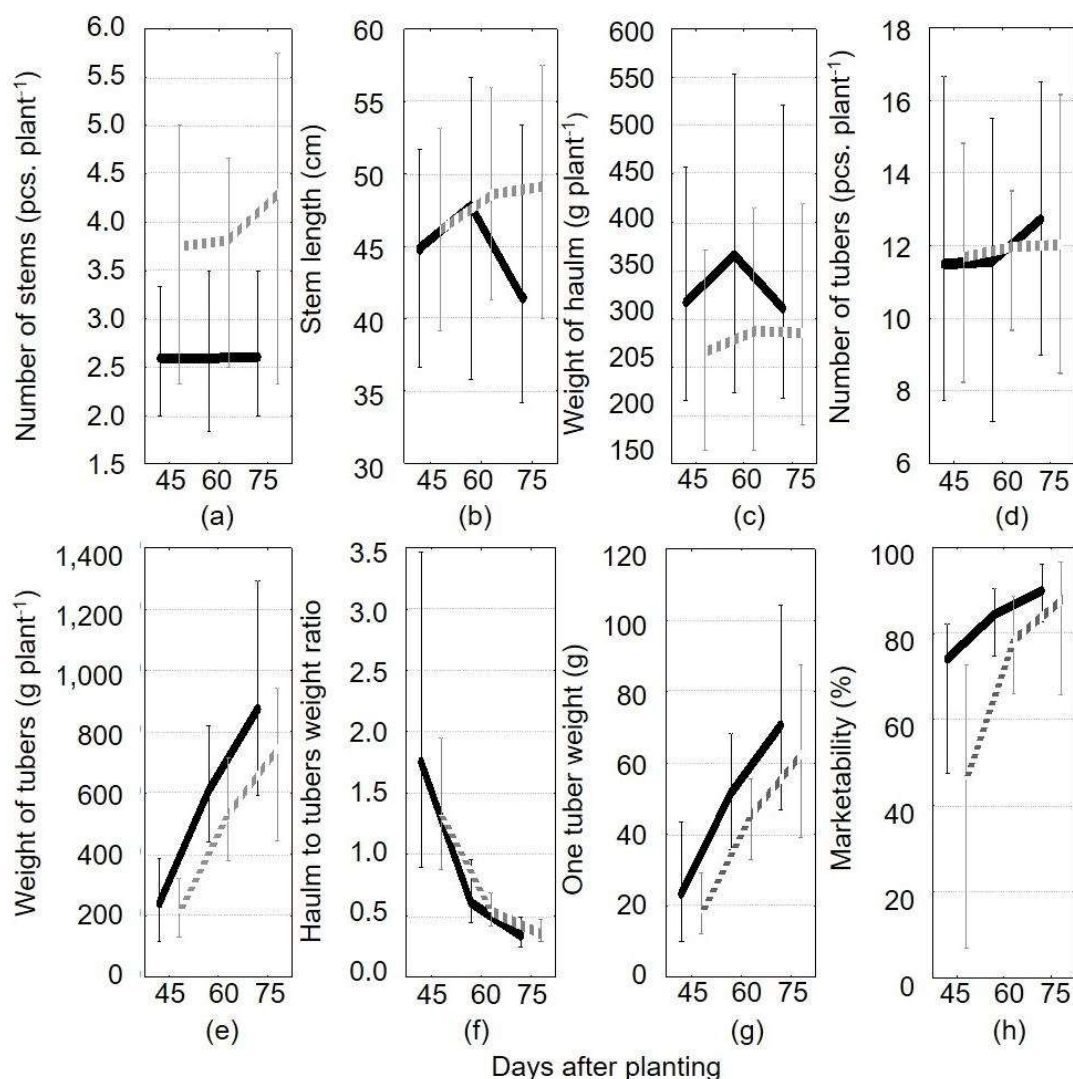 Number of stems (pcs. plant-1)
6.0
5.5
5.0
4.5
4.0
3.5
3.0
2.5
2.0
1.5
45 60 75
(a)
Stem length (cm)
60
55
50
45
40
35
30
45 60 75
(b)
Weight of haulm (g plant-1)
600
550
500
450
400
350
300
205
200
150
45 60 75
(c)
Number of tubers (pcs. plant-1)
18
16
14
12
10
8
6
45 60 75
(d)
Weight of tubers (g plant-1)
1,400
1,200
1,000
800
600
400
200
0
45 60 75
(e)
Haulm to tubers weight ratio
3.5
3.0
2.5
2.0
1.5
1.0
0.5
0.0
45 60 75
(f)
One tuber weight (g)
120
100
80
60
40
20
0
45 60 75
(g)
Marketability (%)
100
80
60
80
20
0
45 60 75
(h)
Days after planting